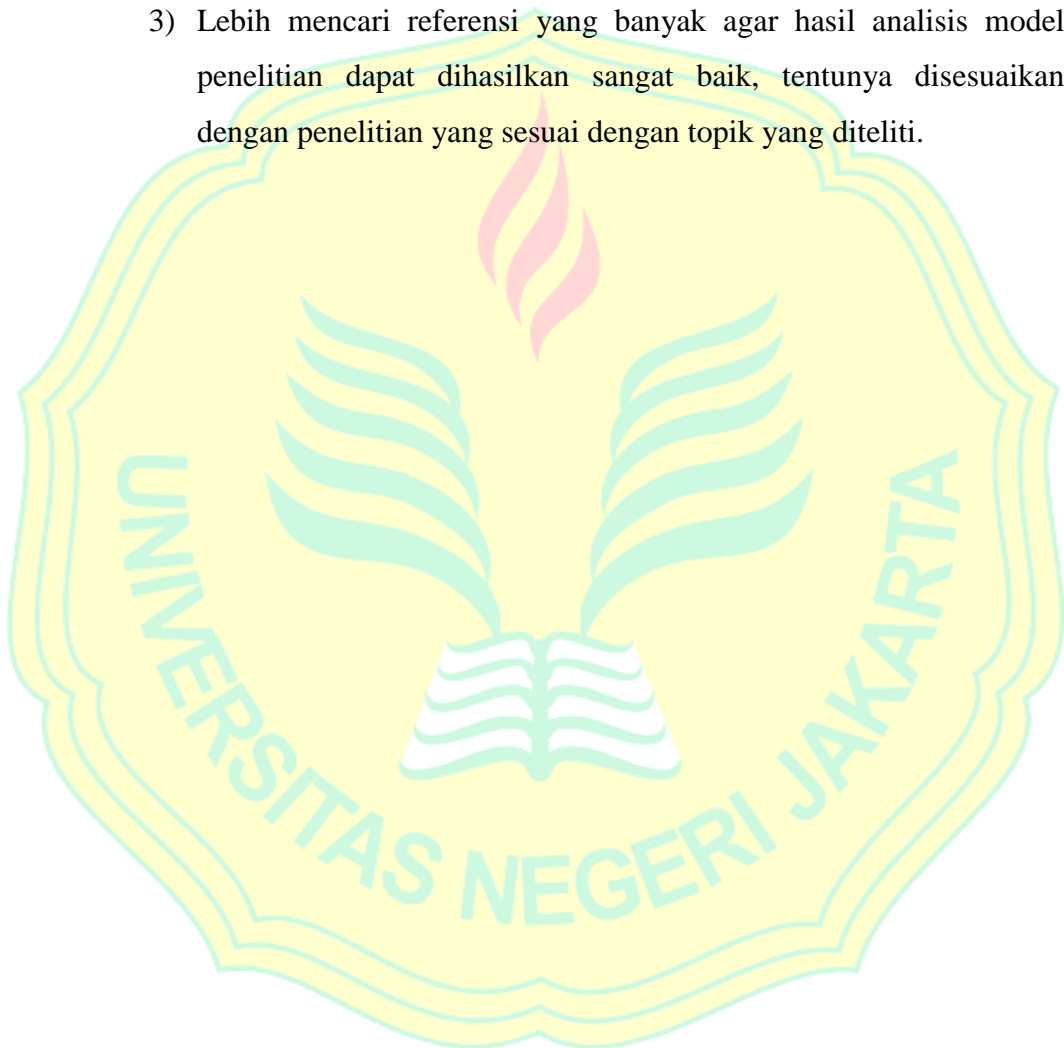 3) Lebih mencari referensi yang banyak agar hasil analisis model
penelitian dapat dihasilkan sangat baik, tentunya disesuaikan
dengan penelitian yang sesuai dengan topik yang diteliti.
UNIVERSITAS NEGERI JAKARTA